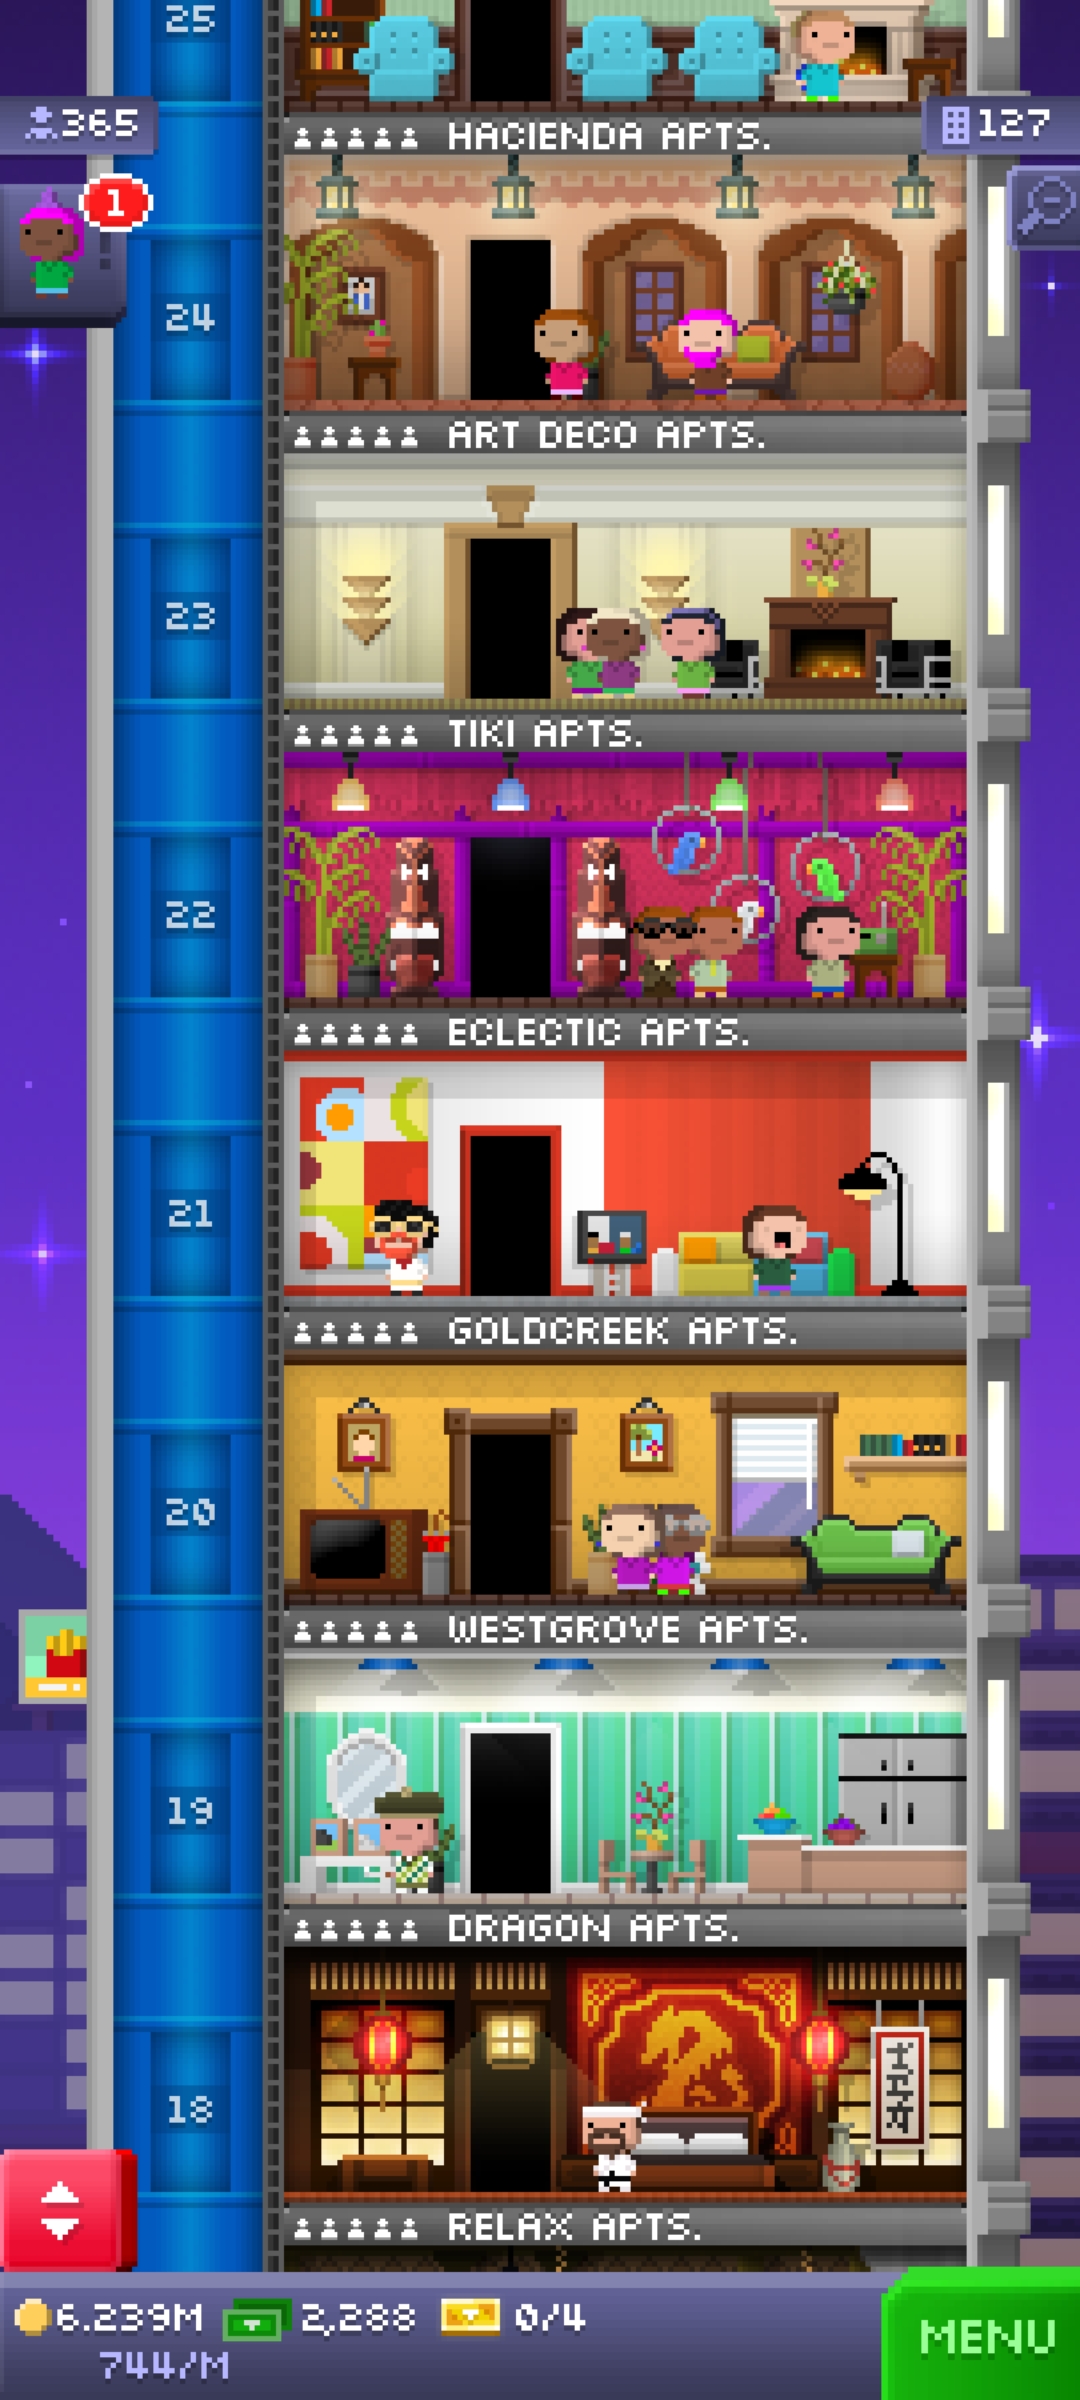 25
365
127
HACIENDA APTS.
1
24
ART DECO APTS.
23
TIKI APTS.
22
ECLECTIC APTS.
21
GOLDCREEK APTS.
20
WESTGROVE APTS.
19
DRAGON APTS.
18
RELAX APTS.
6.239M 2,288 0/4
744/M
MENU